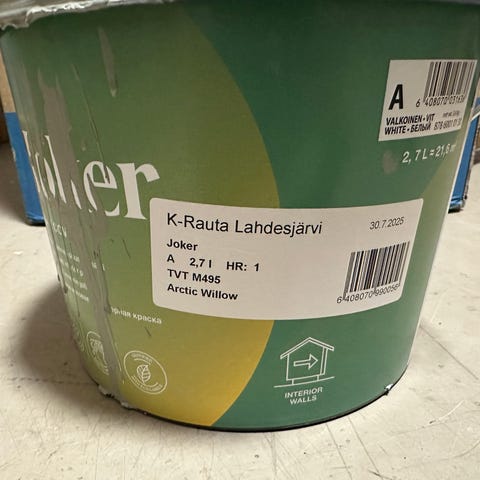 Joker
K-Rauta Lahdesjärvi 30.7.2025
Joker
A 2,7 l HR: 1
TVT M495
Arctic Willow
6 408070 990056
A
VALKOINEN • VIT
WHITE • БЕЛЫЙ
2, 7 L = 21,6
краска
INTERIOR
WALLS